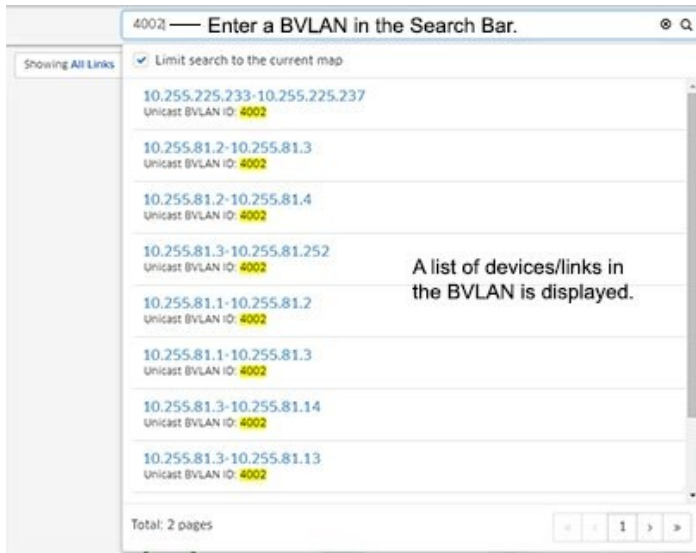 4002 Enter a BVLAN in the Search Bar.
Showing All Links
Limit search to the current map
10.255.225.233-10.255.225.237
Unicast BVLAN ID: 4002
10.255.81.2-10.255.81.3
Unicast BVLAN ID: 4002
10.255.81.2-10.255.81.4
Unicast BVLAN ID: 4002
10.255.81.3-10.255.81.252
Unicast BVLAN ID: 4002
A list of devices/links in
the BVLAN is displayed.
10.255.81.1-10.255.81.2
Unicast BVLAN ID: 4002
10.255.81.1-10.255.81.3
Unicast BVLAN ID: 4002
10.255.81.3-10.255.81.14
Unicast BVLAN ID: 4002
10.255.81.3-10.255.81.13
Unicast BVLAN ID: 4002
Total: 2 pages
« ‹ 1 › »